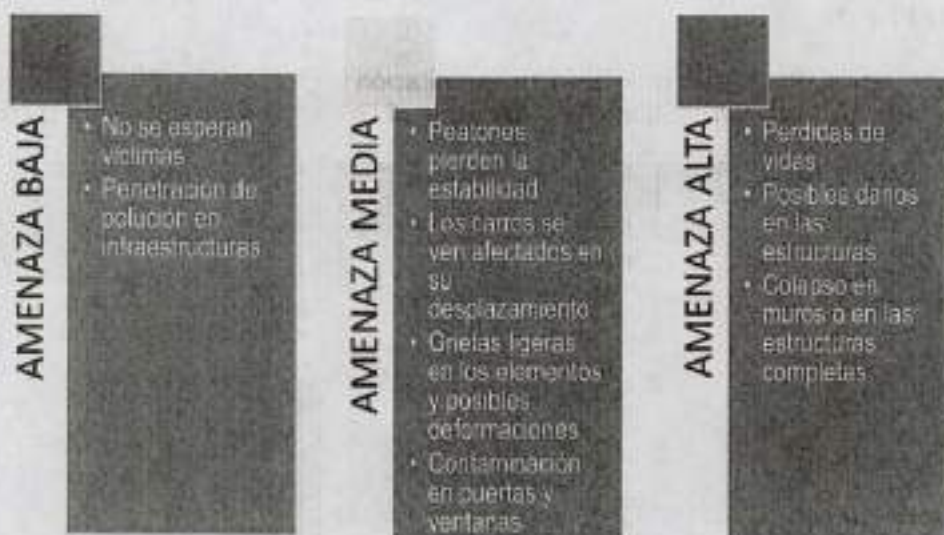 AMENAZA BAJA
• No se esperan
víctimas
• Penetración de
polución en
infraestructuras
AMENAZA MEDIA
• Peatones
pierden la
estabilidad
• Los carros se
ven afectados en
su
desplazamiento
• Grietas ligeras
en los elementos
y posibles
deformaciones
• Contaminación
en puertas y
ventanas
AMENAZA ALTA
• Perdidas de
vidas
• Posibles daños
en las
estructuras
• Colapso en
muros o en las
estructuras
completas